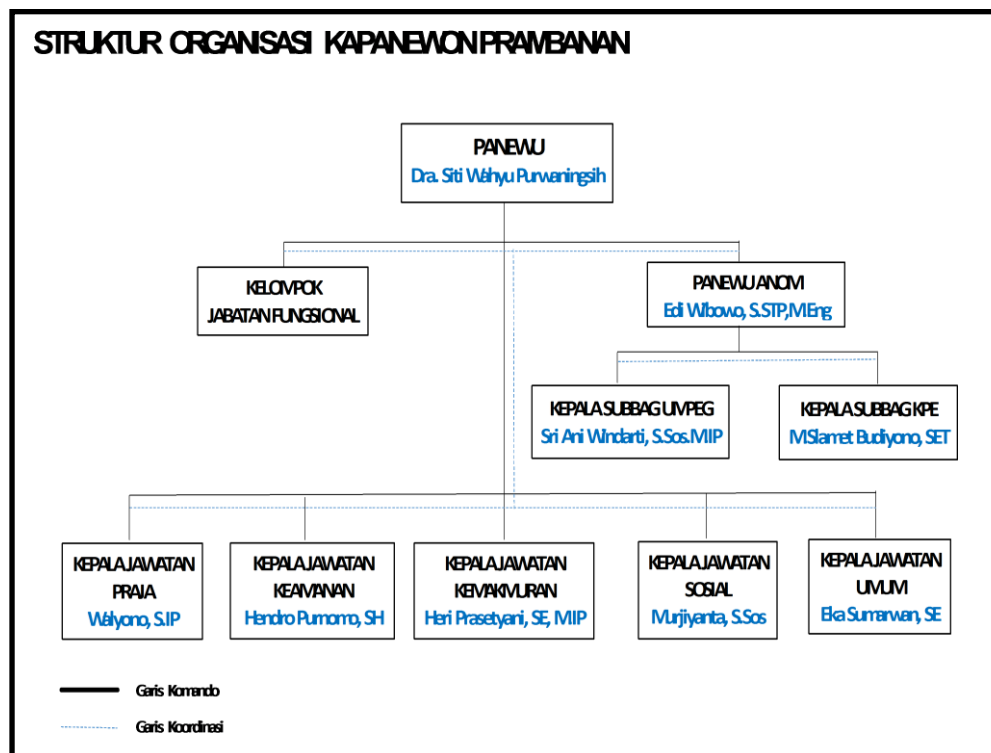 STRUKTUR ORGANISASI KAPANEWON PRAMBANAN
PANEWU
Dra. Siti Wahyu Purwaningsih
KELOMPOK
JABATAN FUNGSIONAL
PANEWU ANOM
Edi Wibowo, S.STP,M.Eng
KEPALA SUBBAG UMPEG
Sri Ani Windarti, S.Sos.MIP
KEPALA SUBBAG KPE
M.Slamet Budiyono, SET
KEPALA JAWATAN
PRAJA
Walyono, S.IP
KEPALA JAWATAN
KEAMANAN
Hendro Purnomo, SH
KEPALA JAWATAN
KEMAKMURAN
Heri Prasetyani, SE, MIP
KEPALA JAWATAN
SOSIAL
Murjiyanta, S.Sos
KEPALA JAWATAN
UMUM
Eka Sumarwan, SE
Garis Komando
Garis Koordinasi